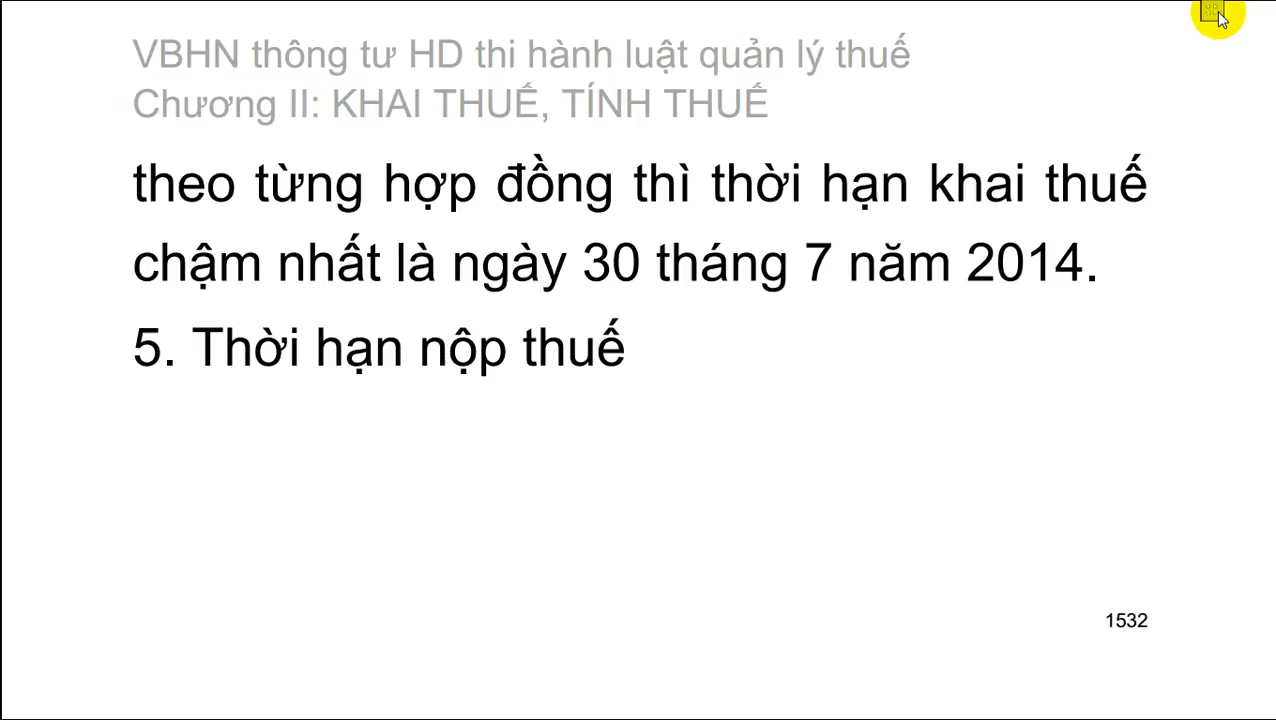 VBHN thông tư HD thi hành luật quản lý thuế
Chương II: KHAI THUẾ, TÍNH THUẾ
theo từng hợp đồng thì thời hạn khai thuế
chậm nhất là ngày 30 tháng 7 năm 2014.
5. Thời hạn nộp thuế
1532